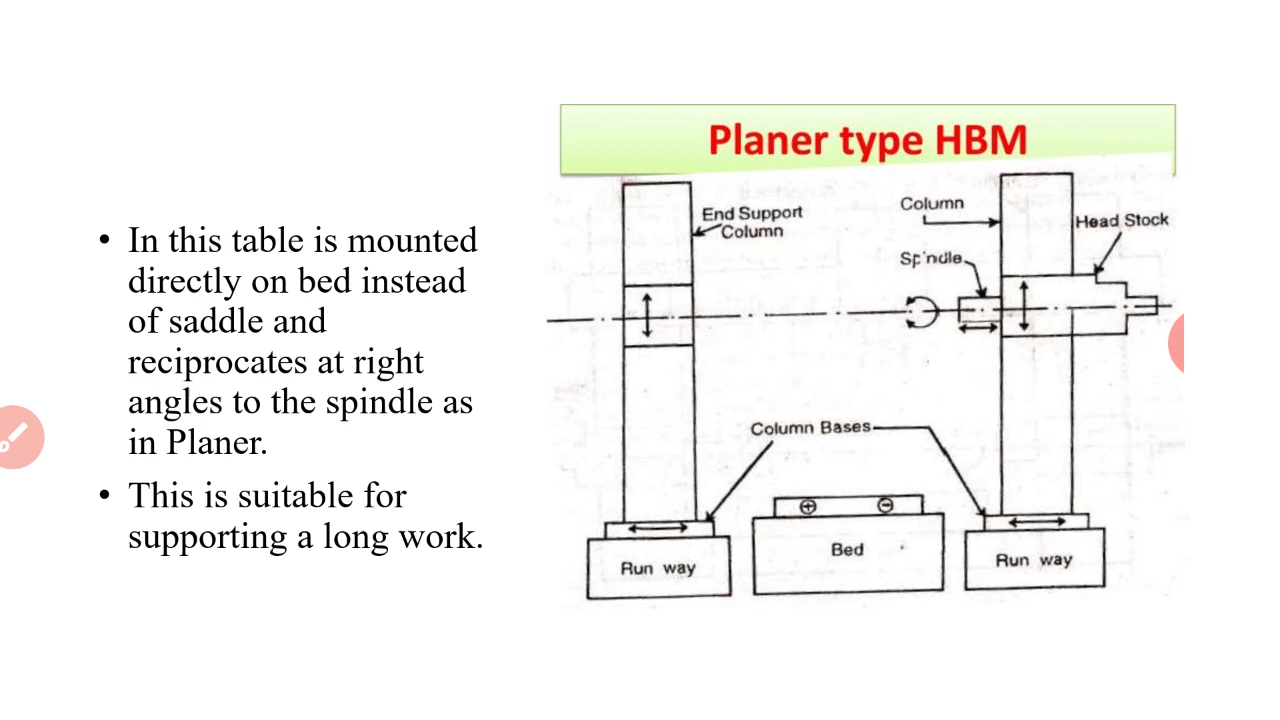 Planer type HBM
• In this table is mounted
directly on bed instead
of saddle and
reciprocates at right
angles to the spindle as
in Planer.
• This is suitable for
supporting a long work.
End Support
Column
Column
Head Stock
Spindle
Column Bases
Run way
Bed
Run way